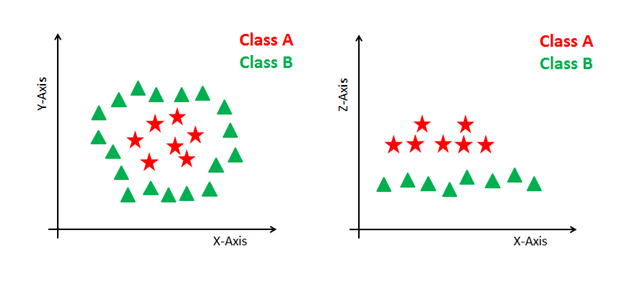 Class A
Class B
Y-Axis
X-Axis
Class A
Class B
Z-Axis
X-Axis